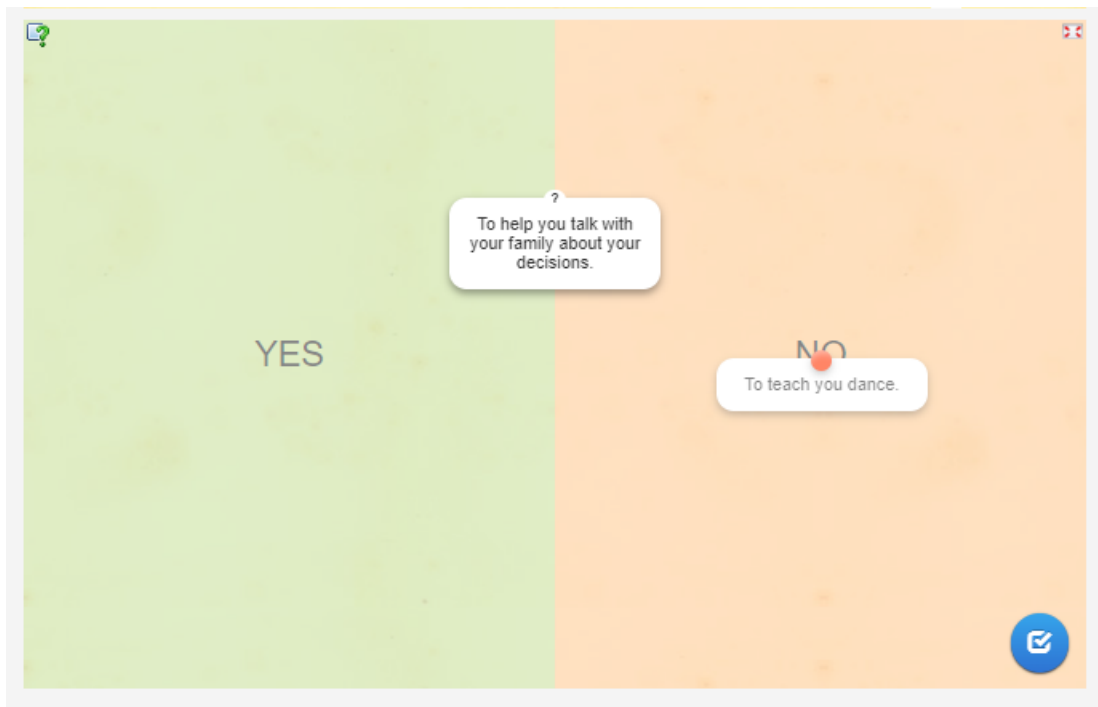 ?
To help you talk with
your family about your
decisions.
YES
NO
To teach you dance.